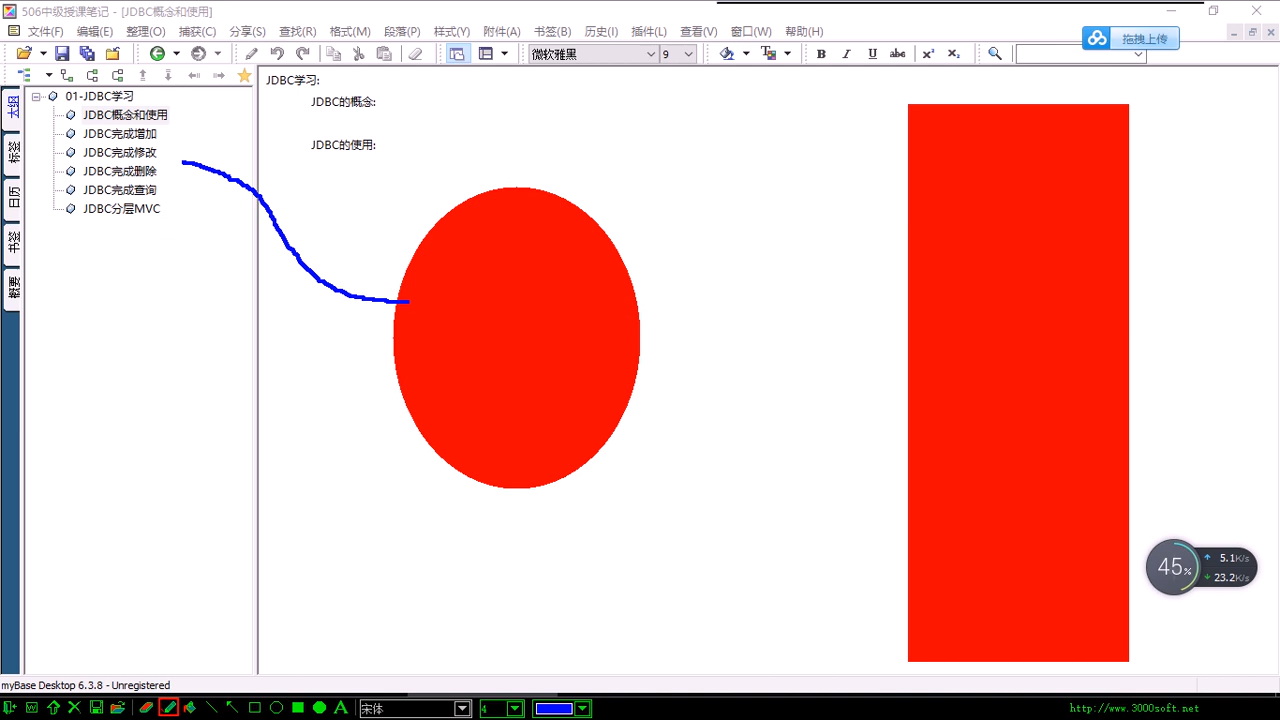 506中级授课笔记 - [JDBC概念和使用]
文件(F) 编辑(E) 整理(O) 捕获(C) 分享(S) 查找(R) 格式(M) 段落(P) 样式(Y) 附件(A) 书签(B) 历史(I) 插件(L) 查看(V) 窗口(W) 帮助(H)
拖拽上传
微软雅黑 9 B I U abc x² x₂
大纲
标签
日历
书签
概要
01-JDBC学习
JDBC概念和使用
JDBC完成增加
JDBC完成修改
JDBC完成删除
JDBC完成查询
JDBC分层MVC
JDBC学习:
JDBC的概念:
JDBC的使用:
45%
5.1K/s
23.2K/s
myBase Desktop 6.3.8 - Unregistered
A 宋体 4 http://www.3000soft.net